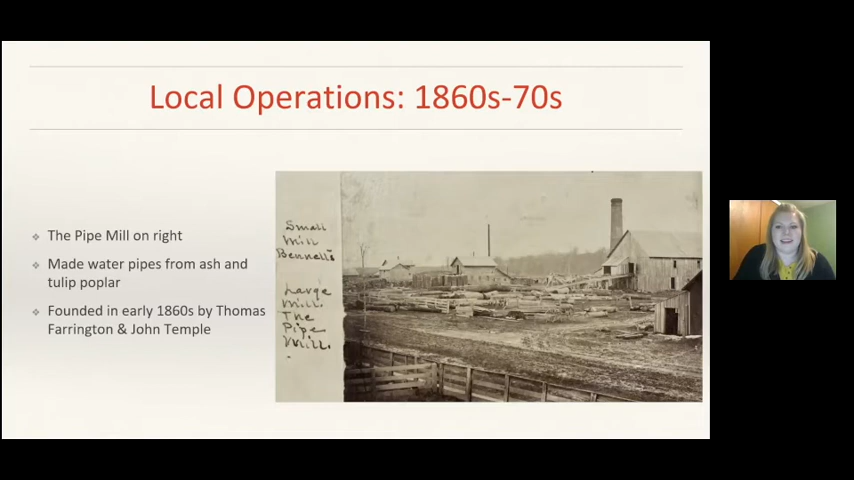 Local Operations: 1860s-70s
The Pipe Mill on right
Made water pipes from ash and
tulip poplar
Founded in early 1860s by Thomas
Farrington & John Temple
Small
Mill
Bennett's
Large
Mill.
The
Pipe
Mill.